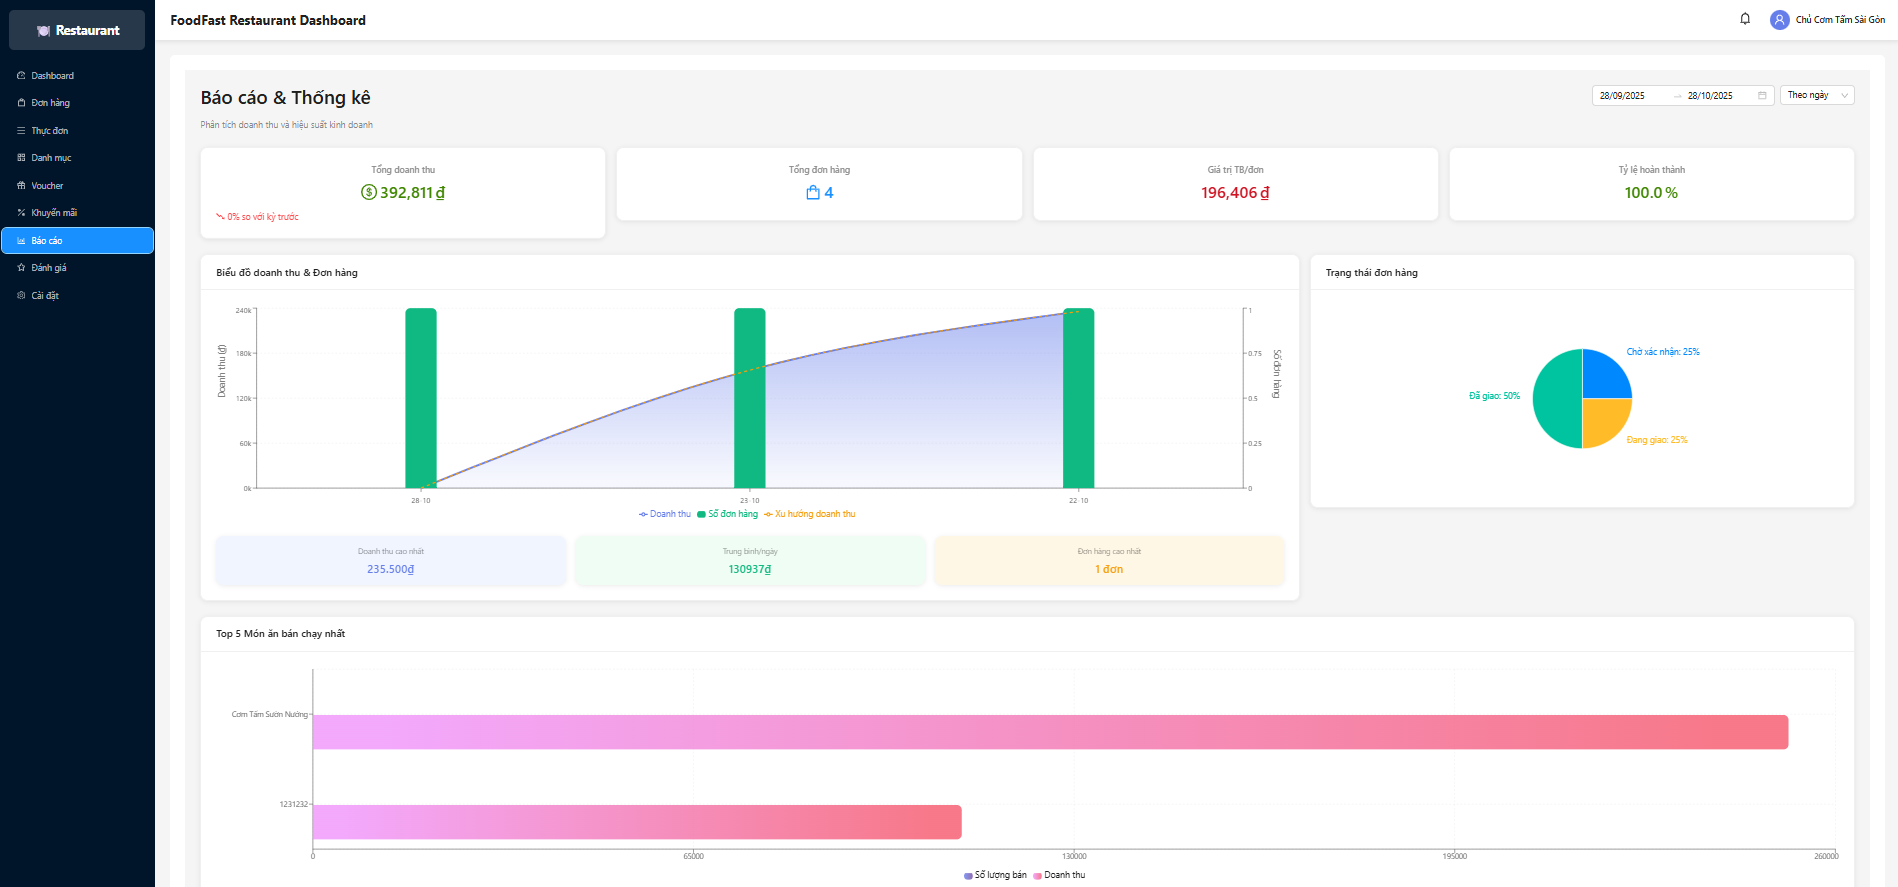 Restaurant
FoodFast Restaurant Dashboard
Chủ Cơm Tấm Sài Gòn
Dashboard
Đơn hàng
Thực đơn
Danh mục
Voucher
Khuyến mãi
Báo cáo
Đánh giá
Cài đặt
Báo cáo & Thống kê
28/09/2025
28/10/2025
Theo ngày
Phân tích doanh thu và hiệu suất kinh doanh
Tổng doanh thu
392,811 ₫
0% so với kỳ trước
Tổng đơn hàng
4
Giá trị TB/đơn
196,406 ₫
Tỷ lệ hoàn thành
100.0 %
Biểu đồ doanh thu & Đơn hàng
Doanh thu (₫)
240k
180k
120k
60k
0k
1
0.75
0.5
0.25
0
Số đơn hàng
28-10
23-10
22-10
Doanh thu
Số đơn hàng
Xu hướng doanh thu
Doanh thu cao nhất
235.500₫
Trung bình/ngày
130937₫
Đơn hàng cao nhất
1 đơn
Trạng thái đơn hàng
Chờ xác nhận: 25%
Đã giao: 50%
Đang giao: 25%
Top 5 Món ăn bán chạy nhất
Cơm Tấm Sườn Nướng
1231232
0
65000
130000
195000
260000
Số lượng bán
Doanh thu